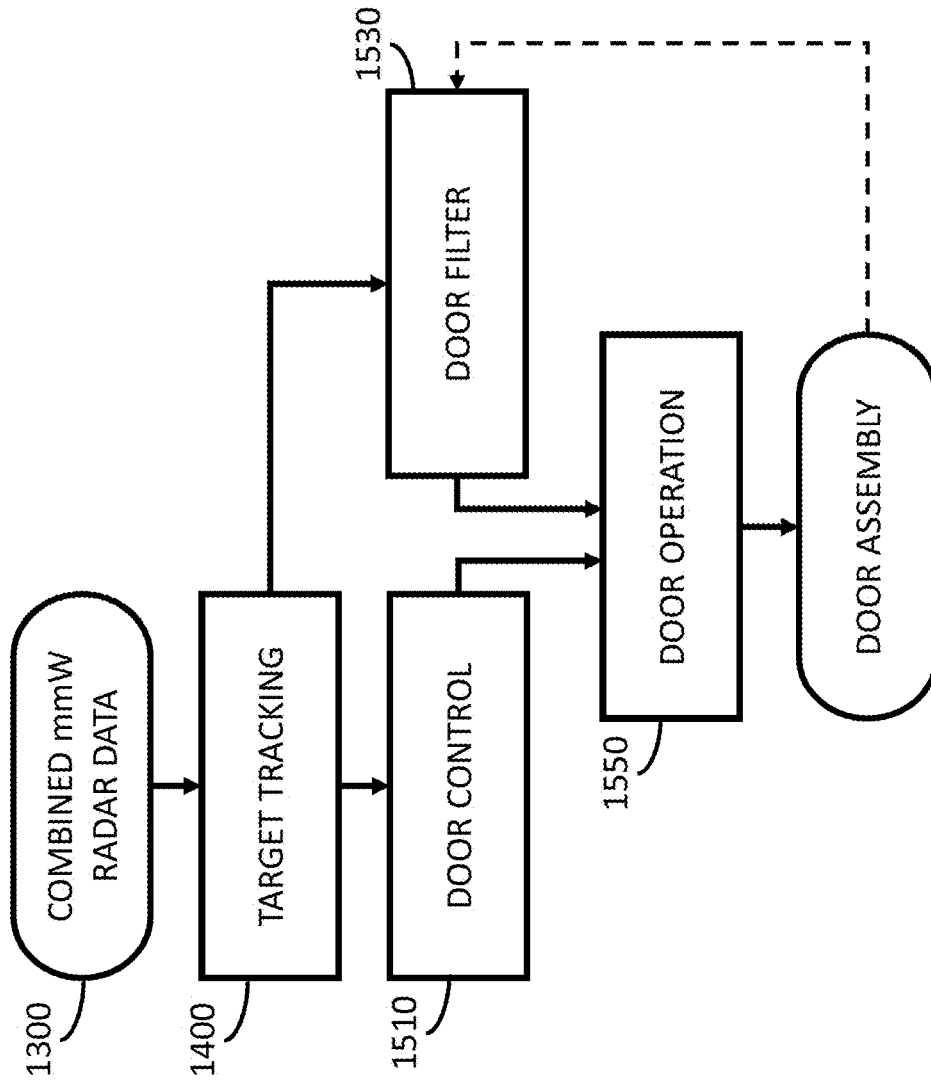 1300
COMBINED mmW
RADAR DATA
1400
TARGET TRACKING
1510
DOOR CONTROL
1530
DOOR FILTER
1550
DOOR OPERATION
DOOR ASSEMBLY